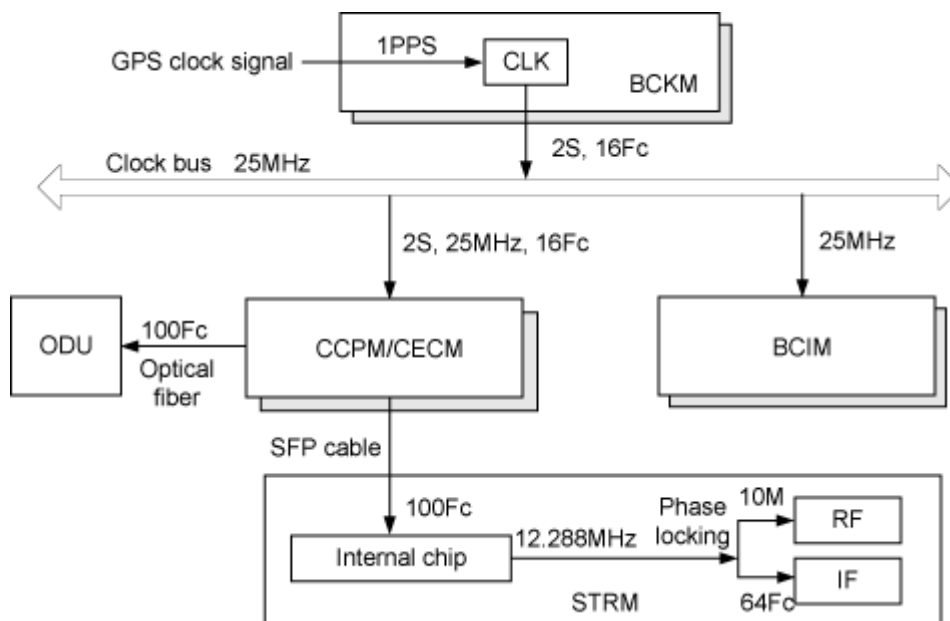 1PPS
GPS clock signal
CLK
BCKM
2S, 16Fc
Clock bus 25MHz
2S, 25MHz, 16Fc
25MHz
ODU
100Fc
Optical
fiber
CCPM/CECM
BCIM
SFP cable
100Fc
Internal chip
12.288MHz
Phase
locking
10M
RF
IF
64Fc
STRM